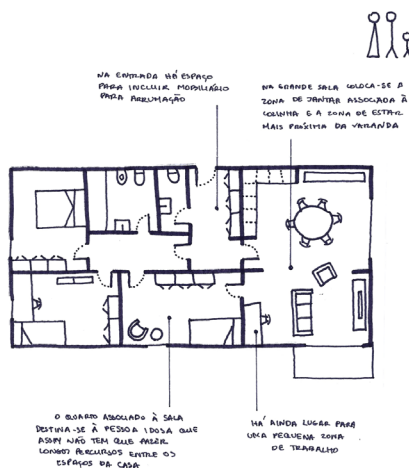 NA ENTRADA HÁ ESPAÇO
PARA INCLUIR MOBILIÁRIO
PARA ARRUMAÇÃO
NA GRANDE SALA COLOCA-SE A
ZONA DE JANTAR ASSOCIADA À
COZINHA E A ZONA DE ESTAR
MAIS PRÓXIMA DA VARANDA
O QUARTO ASSOCIADO À SALA
DESTINA-SE À PESSOA IDOSA QUE
ASSIM NÃO TEM QUE FAZER
LONGOS PERCURSOS ENTRE OS
ESPAÇOS DA CASA
HÁ AINDA LUGAR PARA
UMA PEQUENA ZONA
DE TRABALHO